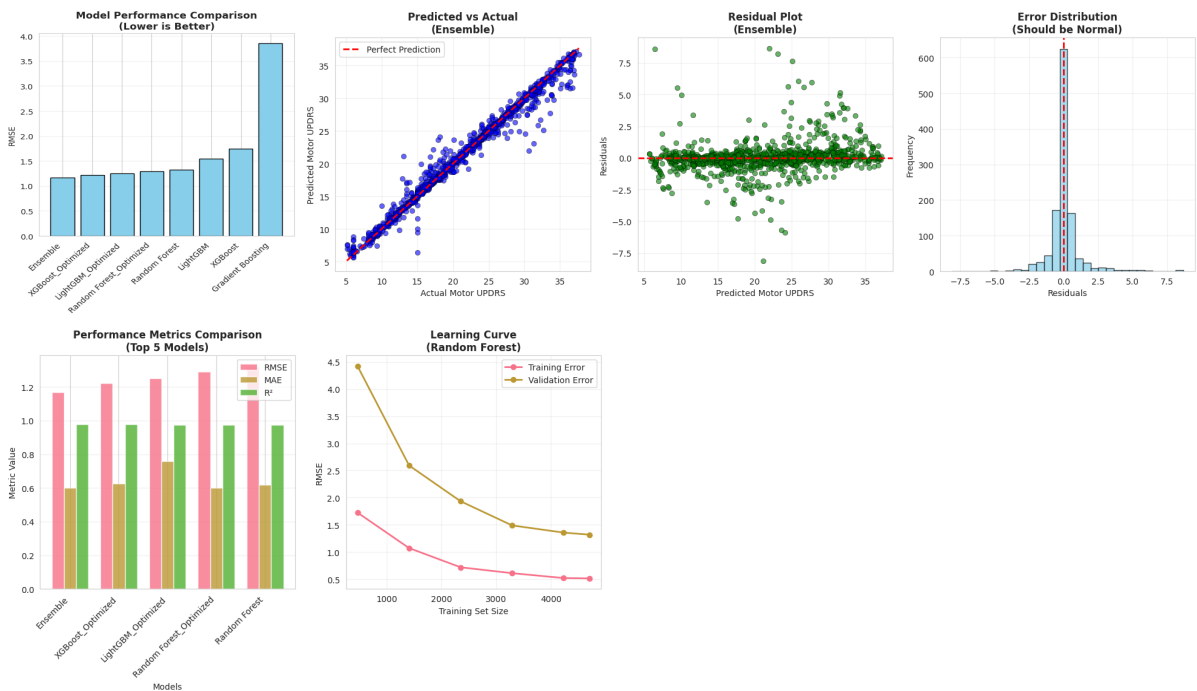 Model Performance Comparison
(Lower is Better)
RMSE
4.0
3.5
3.0
2.5
2.0
1.5
1.0
0.5
0.0
Ensemble
XGBoost_Optimized
LightGBM_Optimized
Random Forest_Optimized
Random Forest
LightGBM
XGBoost
Gradient Boosting
Predicted vs Actual
(Ensemble)
Perfect Prediction
Predicted Motor UPDRS
35
30
25
20
15
10
5
5 10 15 20 25 30 35
Actual Motor UPDRS
Residual Plot
(Ensemble)
Residuals
7.5
5.0
2.5
0.0
−2.5
−5.0
−7.5
5 10 15 20 25 30 35
Predicted Motor UPDRS
Error Distribution
(Should be Normal)
Frequency
600
500
400
300
200
100
0
−7.5 −5.0 −2.5 0.0 2.5 5.0 7.5
Residuals
Performance Metrics Comparison
(Top 5 Models)
RMSE
MAE
R²
Metric Value
1.2
1.0
0.8
0.6
0.4
0.2
0.0
Ensemble
XGBoost_Optimized
LightGBM_Optimized
Random Forest_Optimized
Random Forest
Models
Learning Curve
(Random Forest)
Training Error
Validation Error
RMSE
4.5
4.0
3.5
3.0
2.5
2.0
1.5
1.0
0.5
1000 2000 3000 4000
Training Set Size